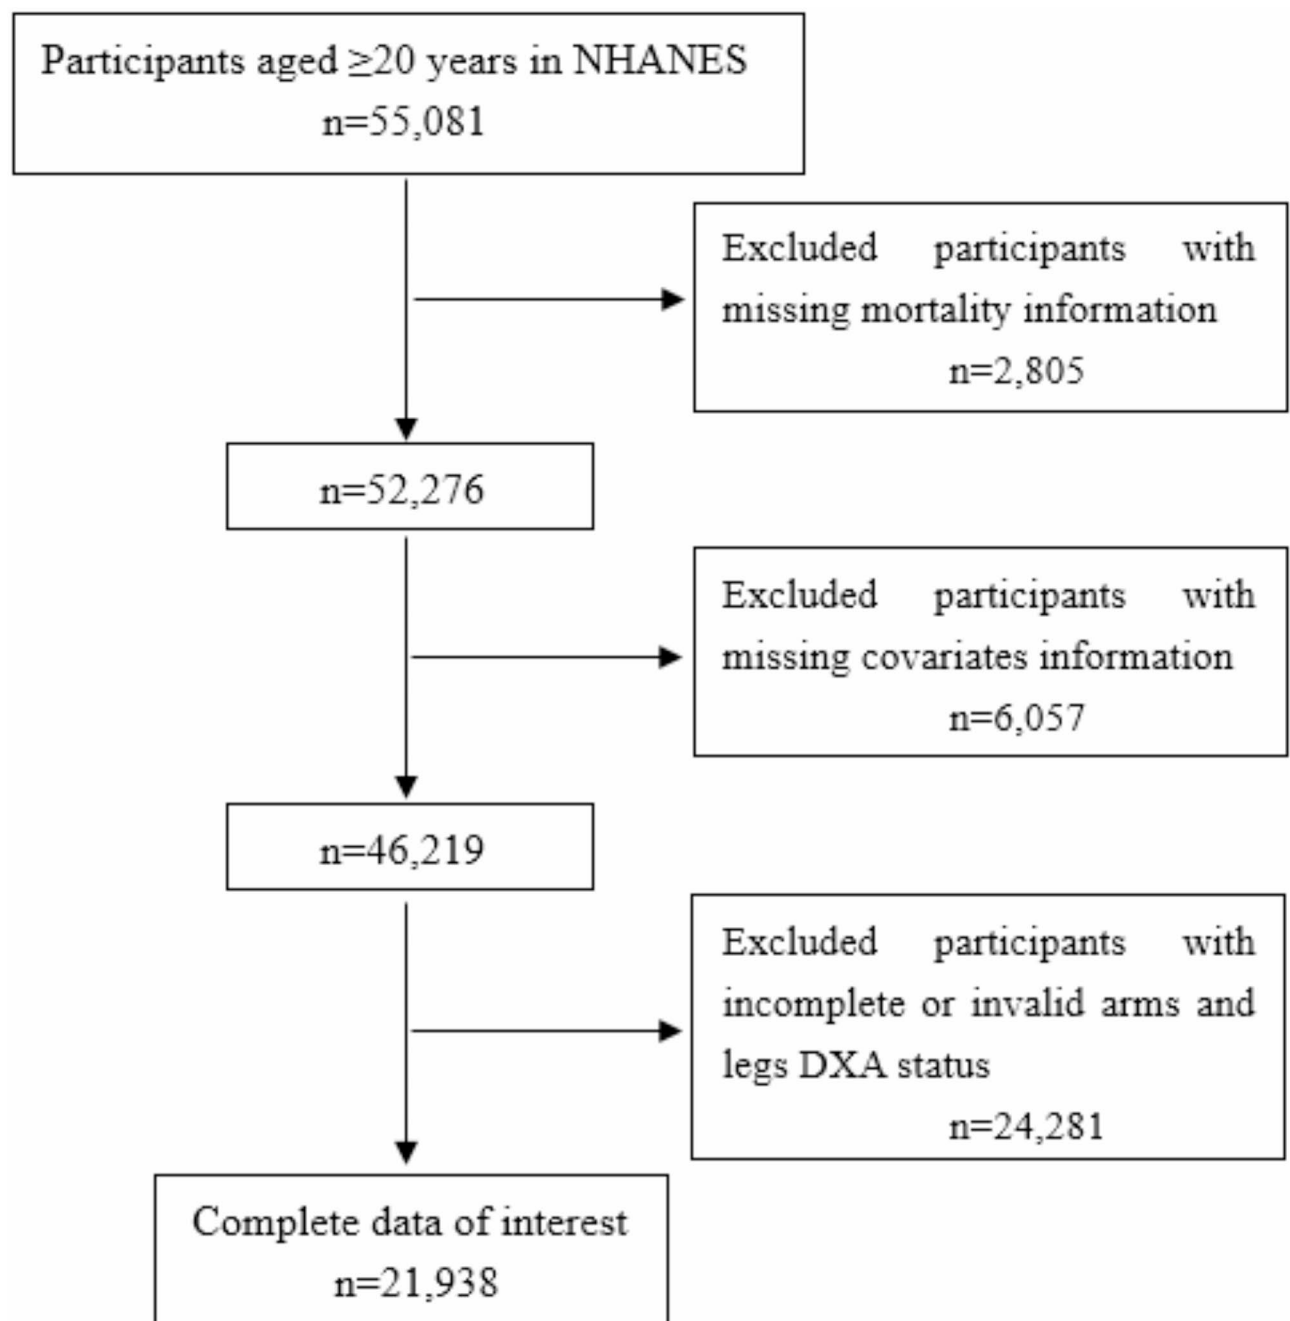 Participants aged ≥20 years in NHANES
n=55,081
Excluded participants with
missing mortality information
n=2,805
n=52,276
Excluded participants with
missing covariates information
n=6,057
n=46,219
Excluded participants with
incomplete or invalid arms and
legs DXA status
n=24,281
Complete data of interest
n=21,938